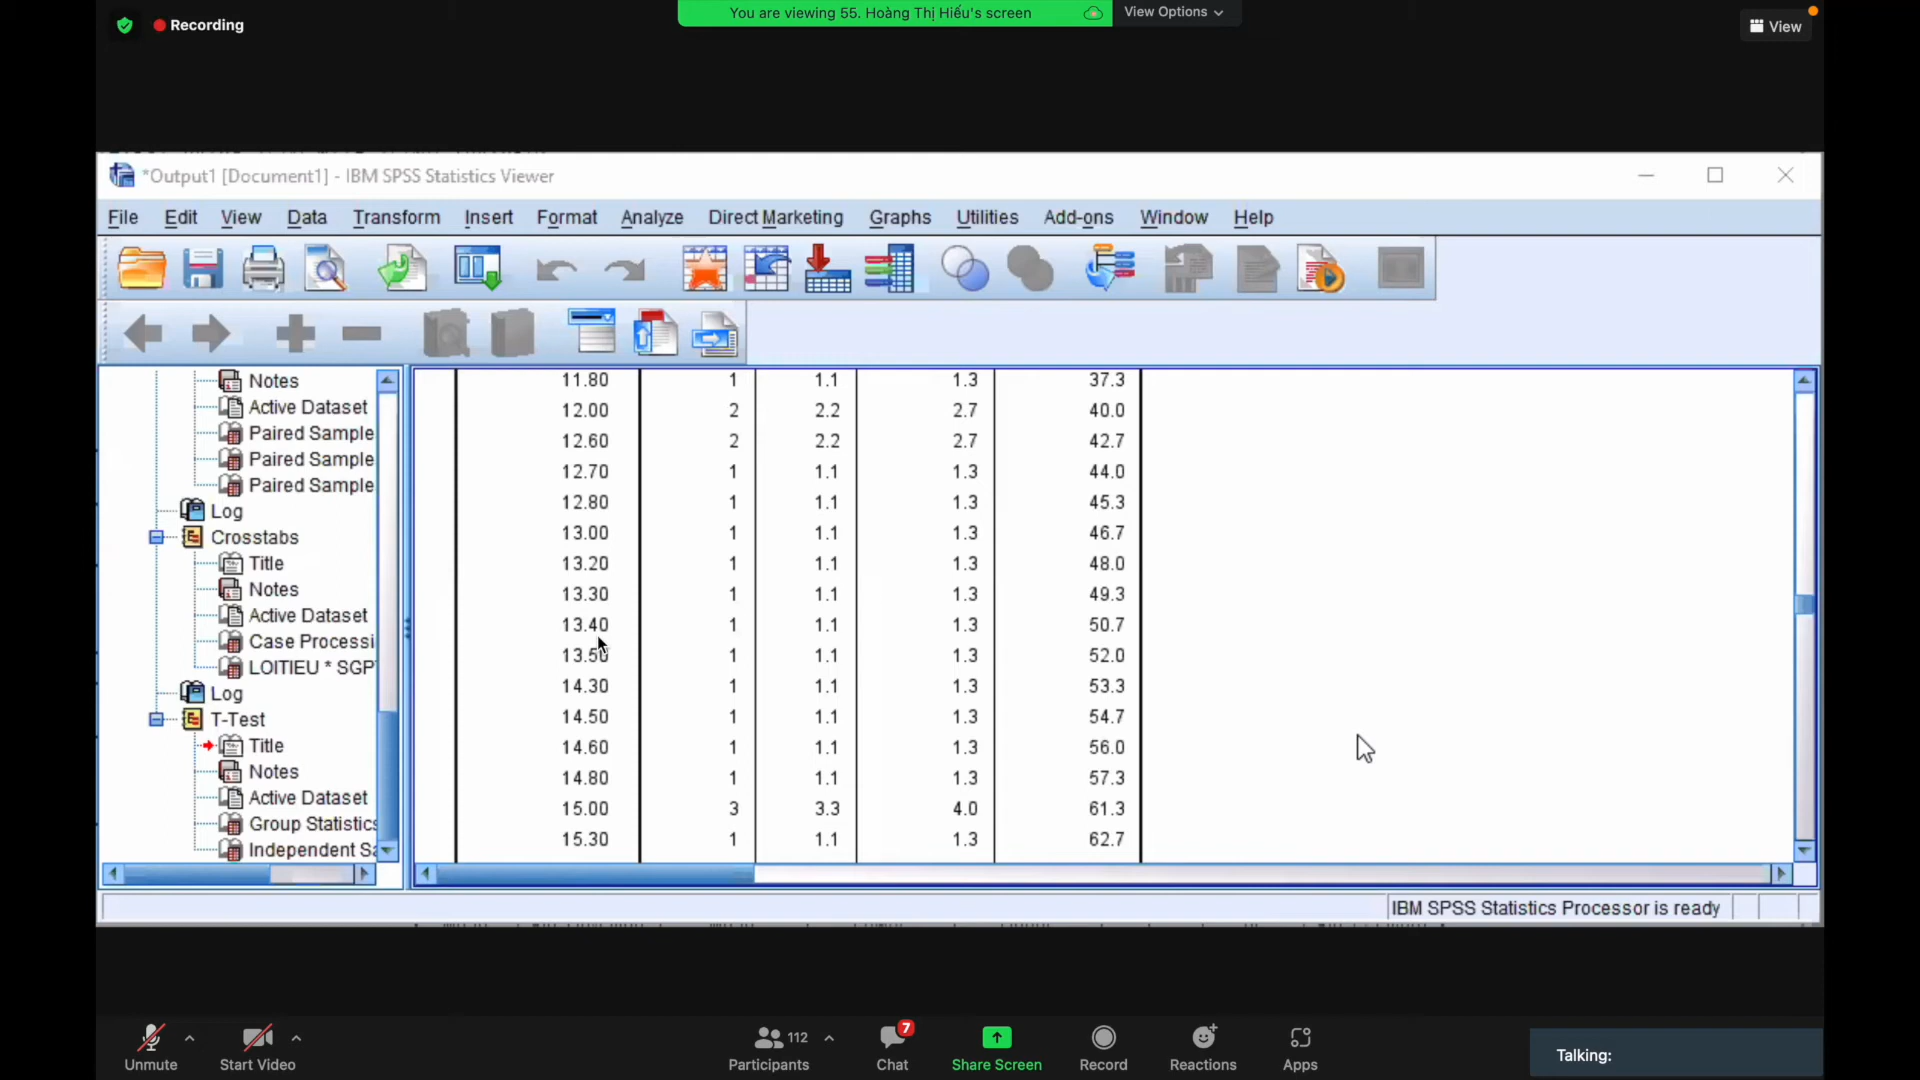 Recording
You are viewing 55. Hoàng Thị Hiếu's screen
View Options
View
*Output1 [Document1] - IBM SPSS Statistics Viewer
File Edit View Data Transform Insert Format Analyze Direct Marketing Graphs Utilities Add-ons Window Help
Notes
Active Dataset
Paired Sample
Paired Sample
Paired Sample
Log
Crosstabs
Title
Notes
Active Dataset
Case Processi
LOITIEU * SGP
Log
T-Test
Title
Notes
Active Dataset
Group Statistics
Independent Sa
11.80 1 1.1 1.3 37.3
12.00 2 2.2 2.7 40.0
12.60 2 2.2 2.7 42.7
12.70 1 1.1 1.3 44.0
12.80 1 1.1 1.3 45.3
13.00 1 1.1 1.3 46.7
13.20 1 1.1 1.3 48.0
13.30 1 1.1 1.3 49.3
13.40 1 1.1 1.3 50.7
13.50 1 1.1 1.3 52.0
14.30 1 1.1 1.3 53.3
14.50 1 1.1 1.3 54.7
14.60 1 1.1 1.3 56.0
14.80 1 1.1 1.3 57.3
15.00 3 3.3 4.0 61.3
15.30 1 1.1 1.3 62.7
IBM SPSS Statistics Processor is ready
Unmute
Start Video
112
Participants
7
Chat
Share Screen
Record
Reactions
Apps
Talking: